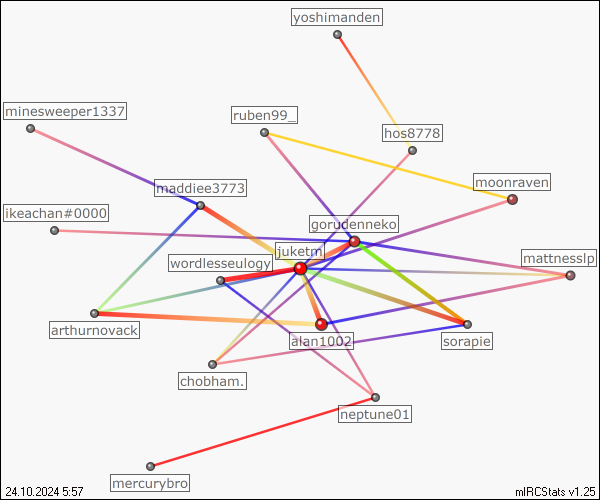 yoshimanden
minesweeper1337
ruben99_
hos8778
maddiee3773
moonraven
ikeachan#0000
gorudenneko
juketm
wordlesseulogy
mattnesslp
arthurnovack
alan1002
sorapie
chobham.
neptune01
mercurybro
24.10.2024 5:57
mIRCStats v1.25